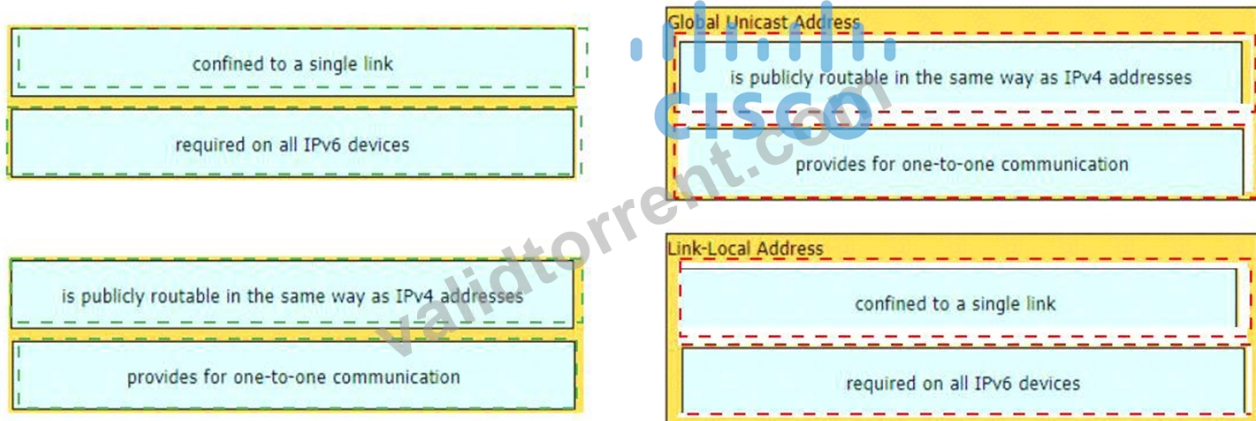 confined to a single link
required on all IPv6 devices
is publicly routable in the same way as IPv4 addresses
provides for one-to-one communication
Global Unicast Address
is publicly routable in the same way as IPv4 addresses
provides for one-to-one communication
Link-Local Address
confined to a single link
required on all IPv6 devices
CISCO
validtorrent.com